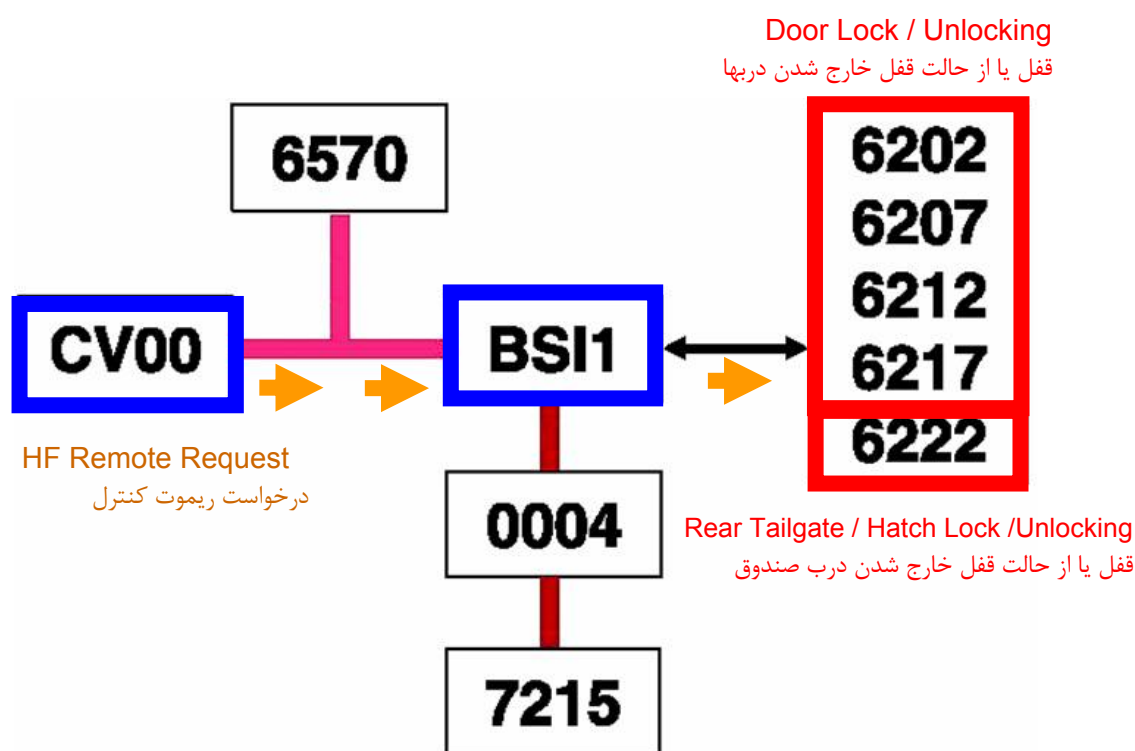 Door Lock / Unlocking
قفل یا از حالت قفل خارج شدن دربها
6570
6202
6207
6212
6217
6222
CV00
BSI1
HF Remote Request
درخواست ریموت کنترل
0004
Rear Tailgate / Hatch Lock /Unlocking
قفل یا از حالت قفل خارج شدن درب صندوق
7215